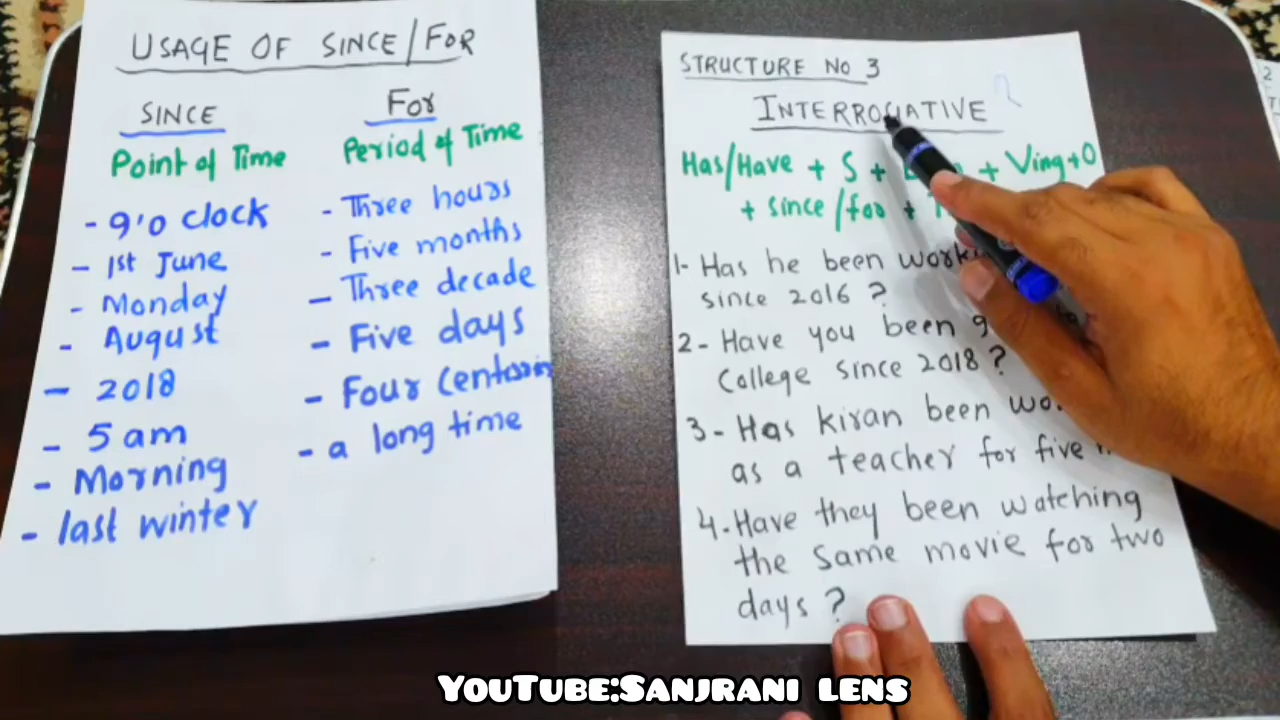 USAGE OF SINCE/FOR
SINCE
Point of Time
- 9'o clock
- 1st June
- Monday
- August
- 2018
- 5 am
- Morning
- last winter
For
Period of Time
- Three hours
- Five months
- Three decade
- Five days
- Four
- a long time
STRUCTURE NO 3
INTERROGATIVE
Has/Have + S + + Ving+O
+ since/for +
1- Has he been
since 2016 ?
2- Have you been
College since 2018 ?
3- Has kiran been
as a teacher for five
4. Have they been watching
the same movie for two
days ?
YouTube:Sanjrani lens